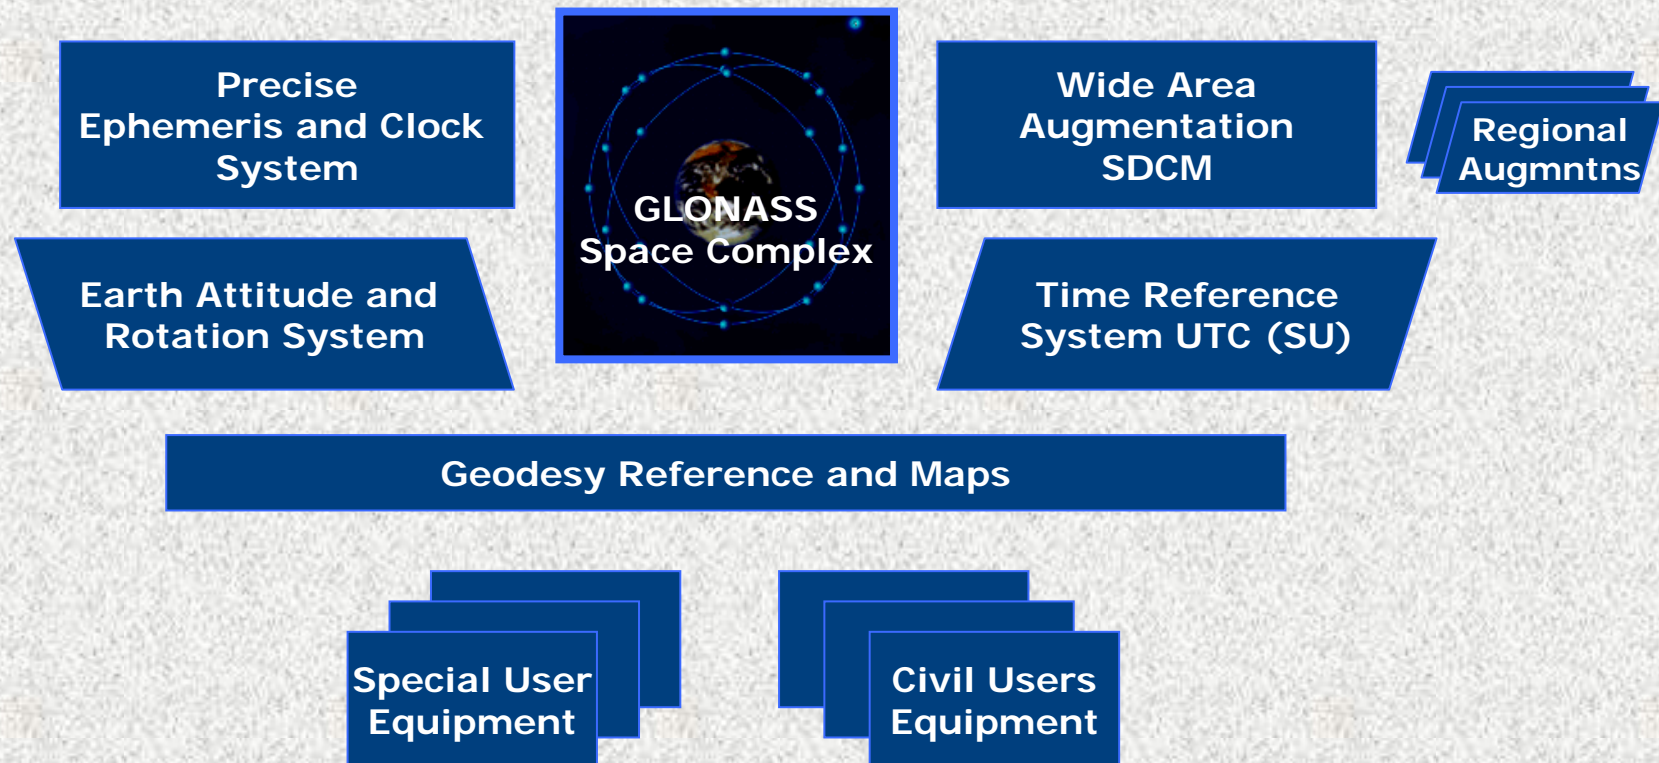 Precise
Ephemeris and Clock
System
GLONASS
Space Complex
Wide Area
Augmentation
SDCM
Regional
Augmntns
Earth Attitude and
Rotation System
Time Reference
System UTC (SU)
Geodesy Reference and Maps
Special User
Equipment
Civil Users
Equipment